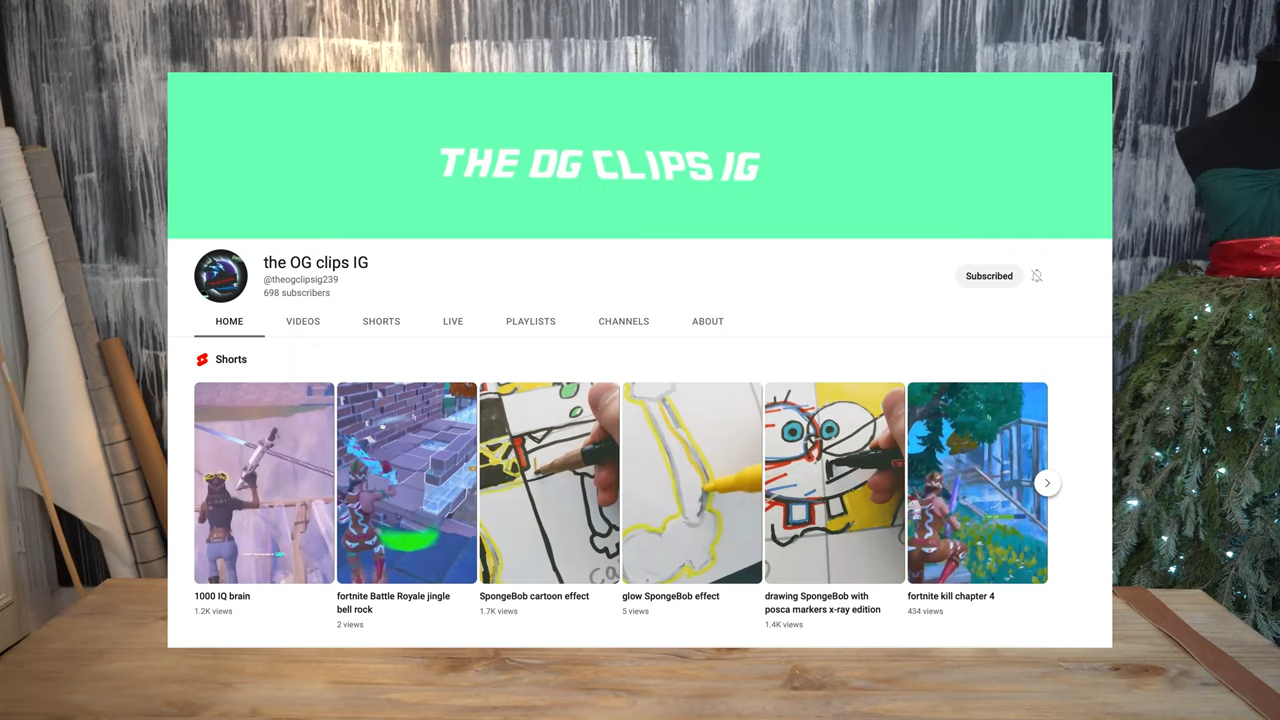 THE OG CLIPS IG
the OG clips IG
@theogclipsig239
698 subscribers
Subscribed
HOME VIDEOS SHORTS LIVE PLAYLISTS CHANNELS ABOUT
Shorts
1000 IQ brain
1.2K views
fortnite Battle Royale jingle
bell rock
2 views
SpongeBob cartoon effect
1.7K views
glow SpongeBob effect
5 views
drawing SpongeBob with
posca markers x-ray edition
1.4K views
fortnite kill chapter 4
434 views